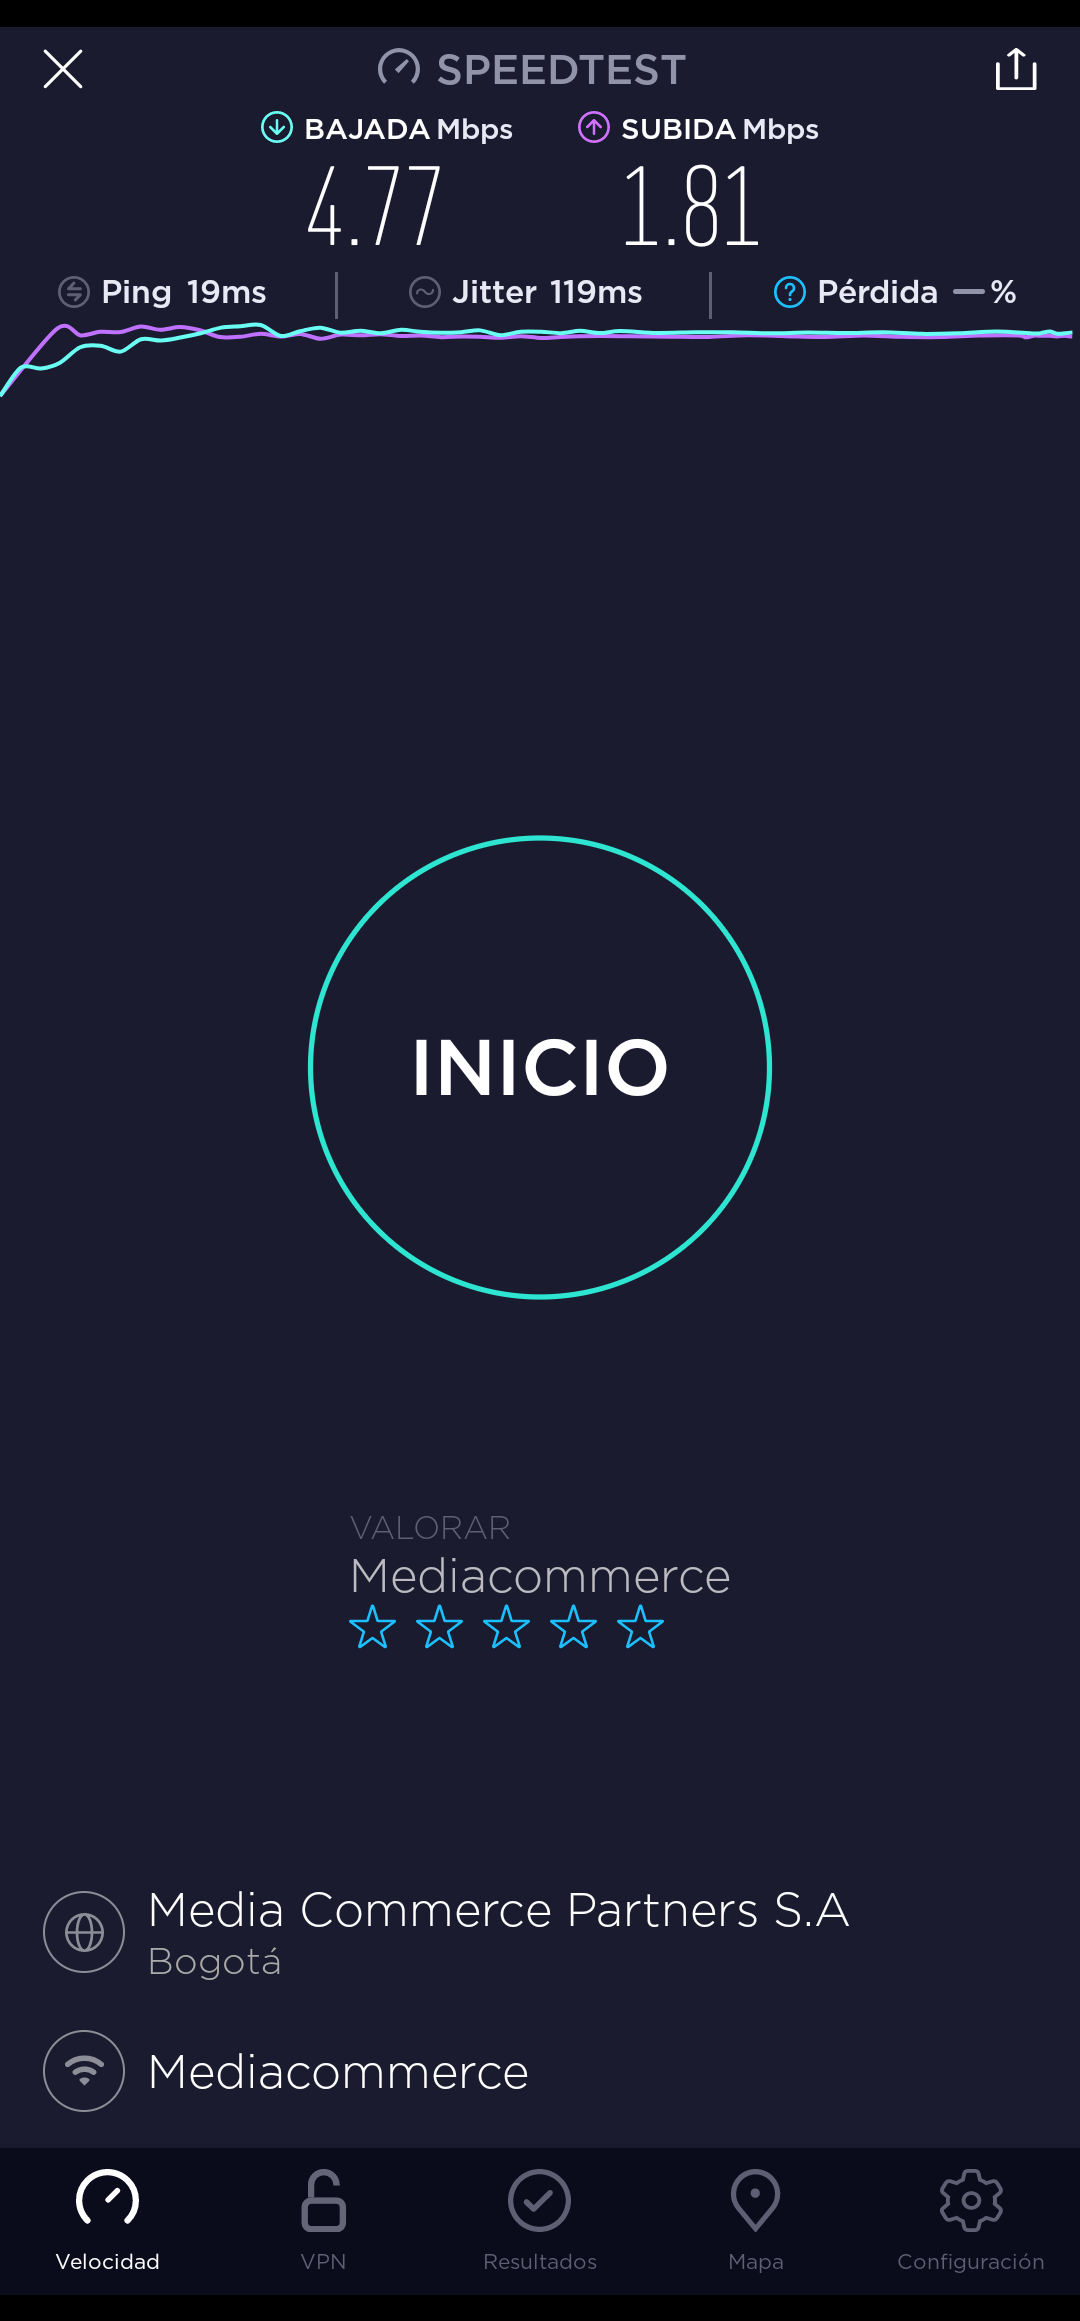 SPEEDTEST
BAJADA Mbps SUBIDA Mbps
4.77 1.81
Ping 19ms Jitter 119ms Pérdida —%
INICIO
VALORAR
Mediacommerce
Media Commerce Partners S.A
Bogotá
Mediacommerce
Velocidad VPN Resultados Mapa Configuración